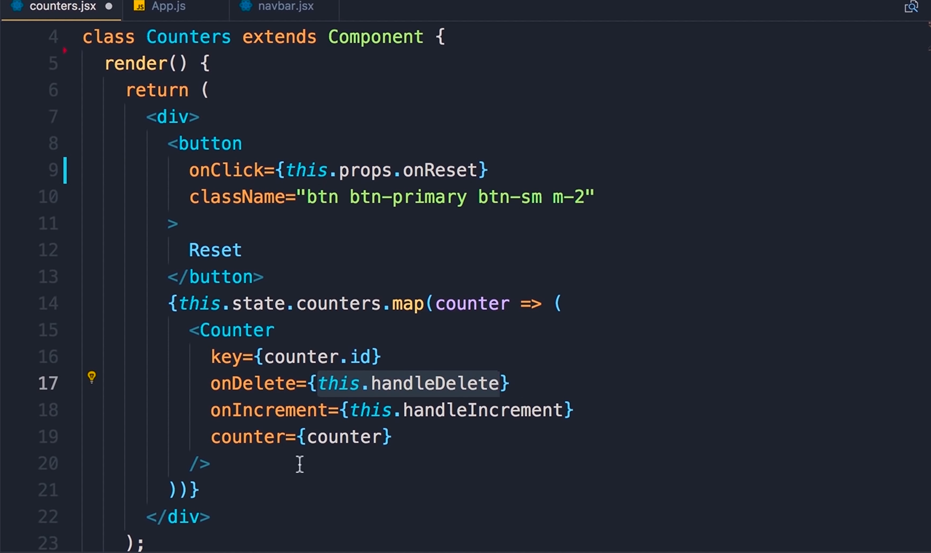 counters.jsx JS App.js navbar.jsx
4 class Counters extends Component {
5 render() {
6 return (
7 <div>
8 <button
9 onClick={this.props.onReset}
10 className="btn btn-primary btn-sm m-2"
11 >
12 Reset
13 </button>
14 {this.state.counters.map(counter => (
15 <Counter
16 key={counter.id}
17 onDelete={this.handleDelete}
18 onIncrement={this.handleIncrement}
19 counter={counter}
20 />
21 ))}
22 </div>
23 );